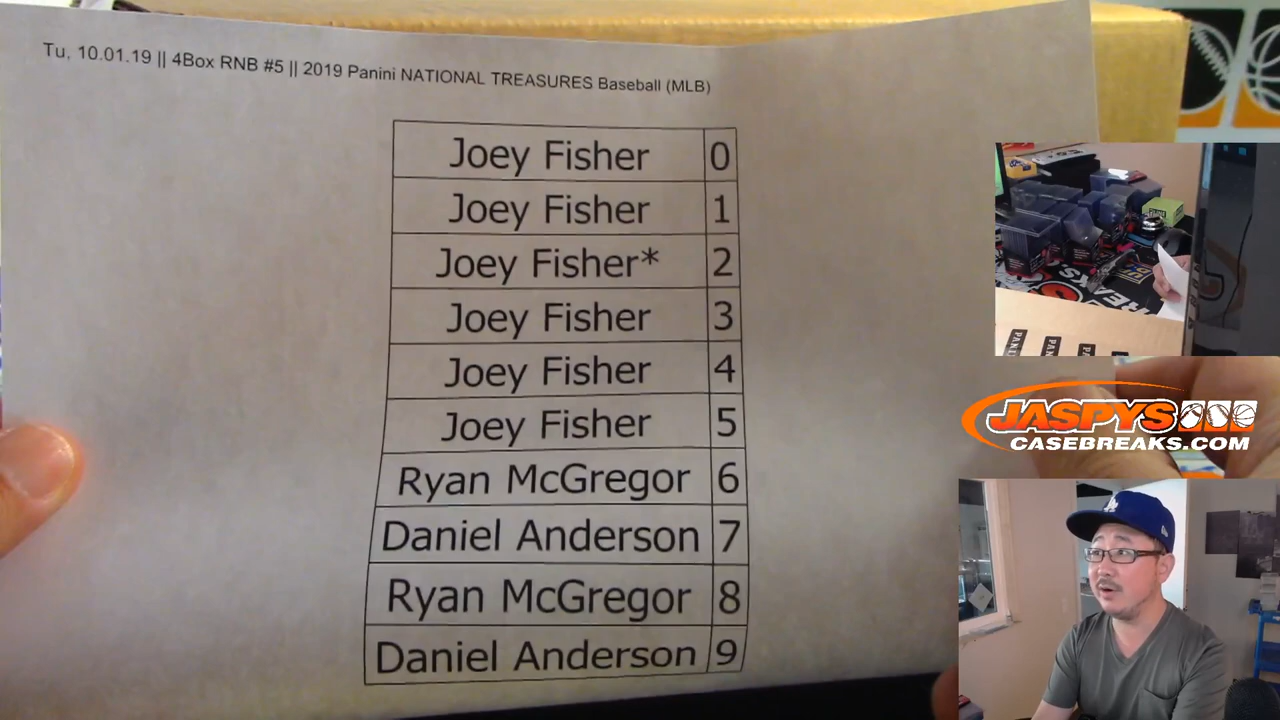 Tu, 10.01.19 || 4Box RNB #5 || 2019 Panini NATIONAL TREASURES Baseball (MLB)
Joey Fisher 0
Joey Fisher 1
Joey Fisher* 2
Joey Fisher 3
Joey Fisher 4
Joey Fisher 5
Ryan McGregor 6
Daniel Anderson 7
Ryan McGregor 8
Daniel Anderson 9
JASPYS
CASEBREAKS.COM
LA